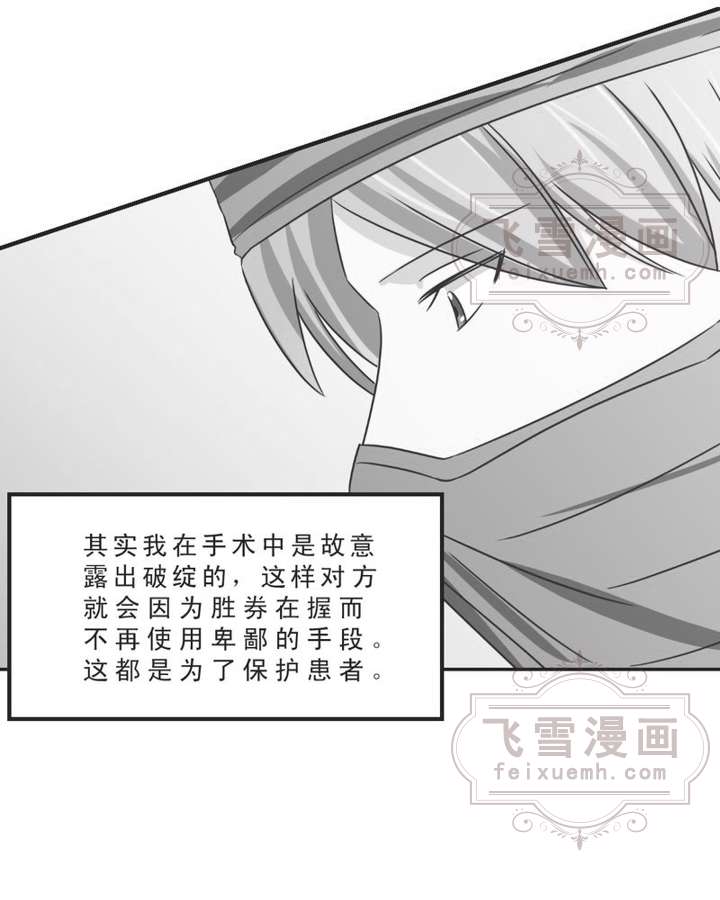 飞雪漫画
feixuemh.com
其实我在手术中是故意
露出破绽的，这样对方
就会因为胜券在握而
不再使用卑鄙的手段。
这都是为了保护患者。
飞雪漫画
feixuemh.com